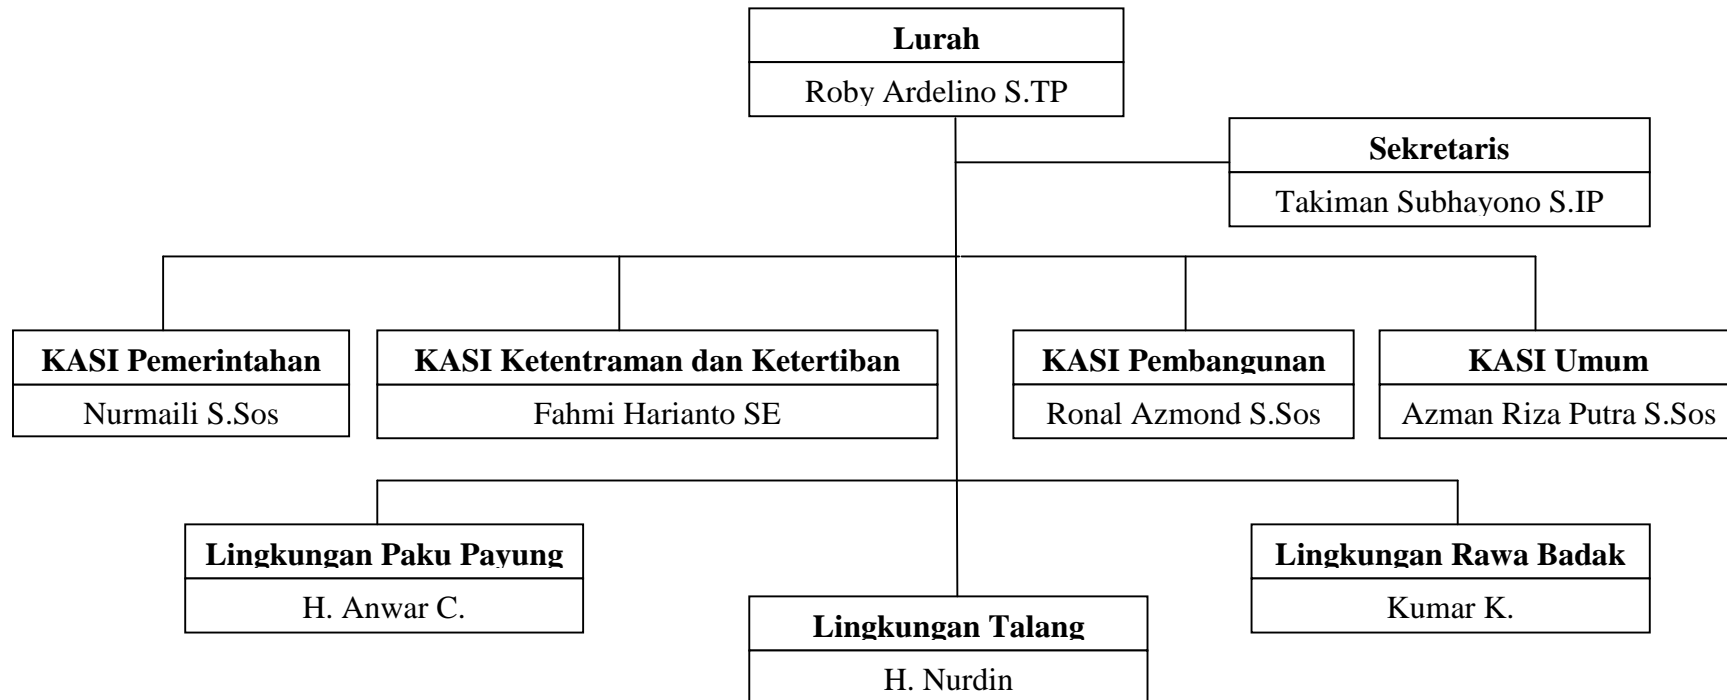 Lurah
Roby Ardelino S.TP
Sekretaris
Takiman Subhayono S.IP
KASI Pemerintahan
Nurmaili S.Sos
KASI Ketentraman dan Ketertiban
Fahmi Harianto SE
KASI Pembangunan
Ronal Azmond S.Sos
KASI Umum
Azman Riza Putra S.Sos
Lingkungan Paku Payung
H. Anwar C.
Lingkungan Talang
H. Nurdin
Lingkungan Rawa Badak
Kumar K.